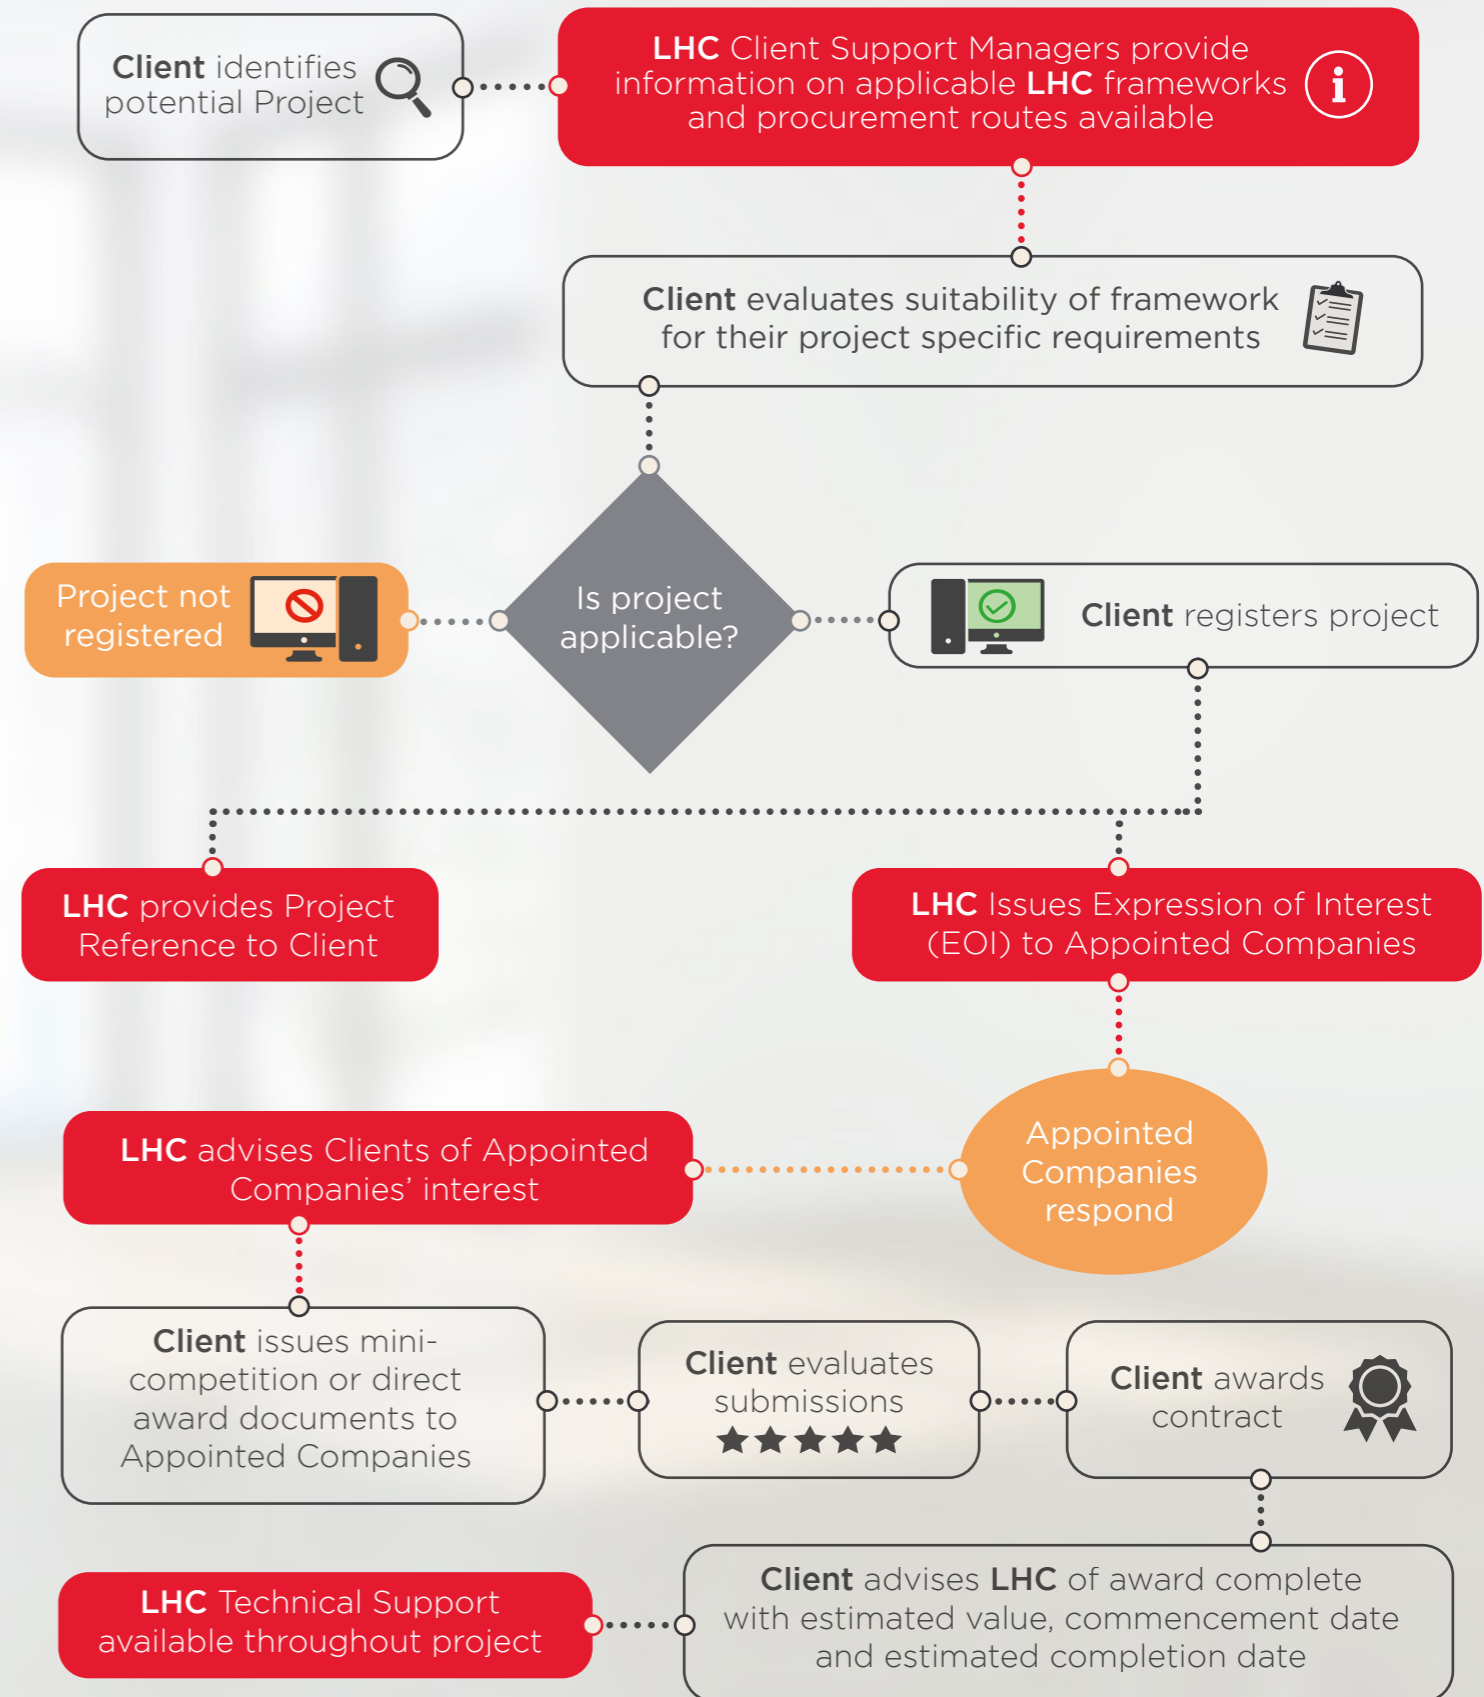 Client identifies
potential Project
LHC Client Support Managers provide
information on applicable LHC frameworks
and procurement routes available
Client evaluates suitability of framework
for their project specific requirements
Is project
applicable?
Project not
registered
Client registers project
LHC provides Project
Reference to Client
LHC Issues Expression of Interest
(EOI) to Appointed Companies
Appointed
Companies
respond
LHC advises Clients of Appointed
Companies’ interest
Client issues mini-
competition or direct
award documents to
Appointed Companies
Client evaluates
submissions
Client awards
contract
Client advises LHC of award complete
with estimated value, commencement date
and estimated completion date
LHC Technical Support
available throughout project